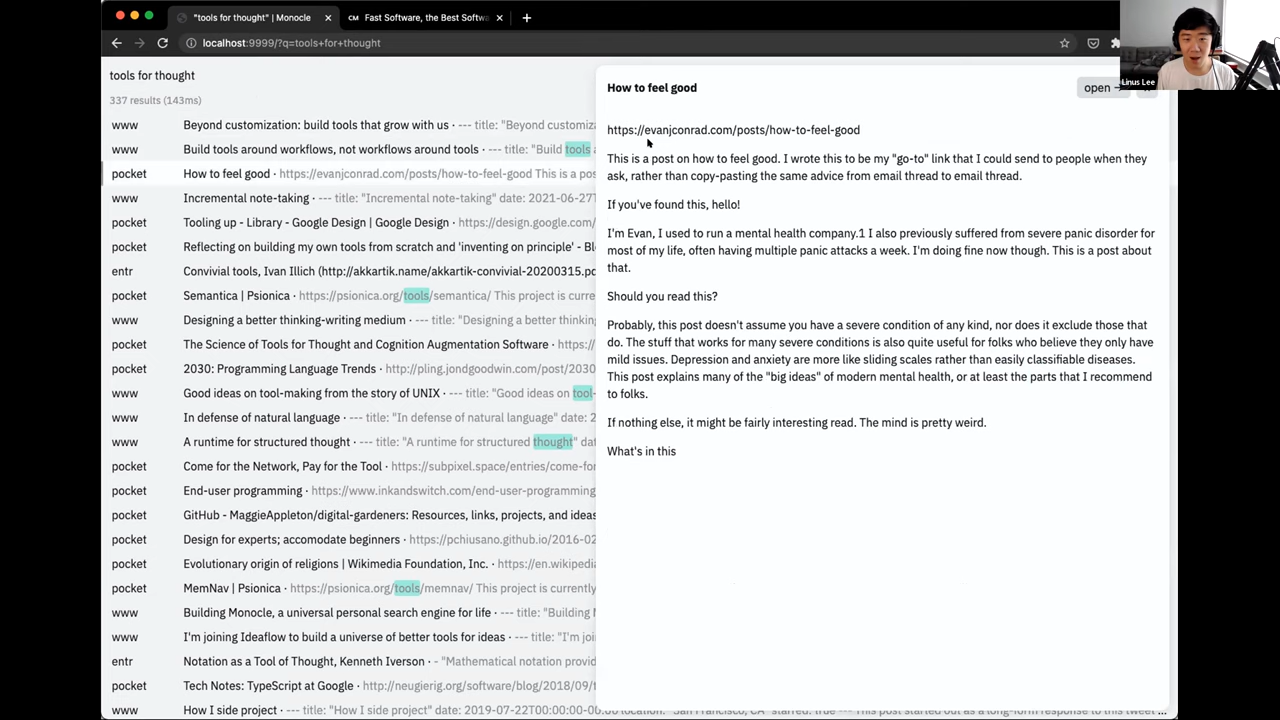 "tools for thought" | Monocle
CM Fast Software, the Best Softwa
localhost:9999/?q=tools+for+thought
Linus Lee
tools for thought
337 results (143ms)
www Beyond customization: build tools that grow with us · --- title: "Beyond customiza
www Build tools around workflows, not workflows around tools · --- title: "Build tools a
pocket How to feel good · https://evanjconrad.com/posts/how-to-feel-good This is a pos
www Incremental note-taking · --- title: "Incremental note-taking" date: 2021-06-27T
pocket Tooling up - Library - Google Design | Google Design · https://design.google.com/
pocket Reflecting on building my own tools from scratch and 'inventing on principle' - Bl
entr Convivial tools, Ivan Illich (http://akkartik.name/akkartik-convivial-20200315.pd
pocket Semantica | Psionica · https://psionica.org/tools/semantica/ This project is curre
www Designing a better thinking-writing medium · --- title: "Designing a better thinking
pocket The Science of Tools for Thought and Cognition Augmentation Software · https:/
pocket 2030: Programming Language Trends · http://pling.jondgoodwin.com/post/2030
www Good ideas on tool-making from the story of UNIX · --- title: "Good ideas on tool-
www In defense of natural language · --- title: "In defense of natural language" date: 2
www A runtime for structured thought · --- title: "A runtime for structured thought" dat
pocket Come for the Network, Pay for the Tool · https://subpixel.space/entries/come-for
pocket End-user programming · https://www.inkandswitch.com/end-user-programming
pocket GitHub - MaggieAppleton/digital-gardeners: Resources, links, projects, and ideas
pocket Design for experts; accomodate beginners · https://pchiusano.github.io/2016-02
pocket Evolutionary origin of religions | Wikimedia Foundation, Inc. · https://en.wikipedia
pocket MemNav | Psionica · https://psionica.org/tools/memnav/ This project is currently
www Building Monocle, a universal personal search engine for life · --- title: "Building M
www I'm joining Ideaflow to build a universe of better tools for ideas · --- title: "I'm joi
entr Notation as a Tool of Thought, Kenneth Iverson · - "Mathematical notation provid
pocket Tech Notes: TypeScript at Google · http://neugierig.org/software/blog/2018/09/t
www How I side project · --- title: "How I side project" date: 2019-07-22T00:00:00-00:00 location: "San Francisco, CA" starred: true --- This post started out as a long-form response to this tweet ...
How to feel good
open
https://evanjconrad.com/posts/how-to-feel-good
This is a post on how to feel good. I wrote this to be my "go-to" link that I could send to people when they
ask, rather than copy-pasting the same advice from email thread to email thread.
If you've found this, hello!
I'm Evan, I used to run a mental health company.1 I also previously suffered from severe panic disorder for
most of my life, often having multiple panic attacks a week. I'm doing fine now though. This is a post about
that.
Should you read this?
Probably, this post doesn't assume you have a severe condition of any kind, nor does it exclude those that
do. The stuff that works for many severe conditions is also quite useful for folks who believe they only have
mild issues. Depression and anxiety are more like sliding scales rather than easily classifiable diseases.
This post explains many of the "big ideas" of modern mental health, or at least the parts that I recommend
to folks.
If nothing else, it might be fairly interesting read. The mind is pretty weird.
What's in this